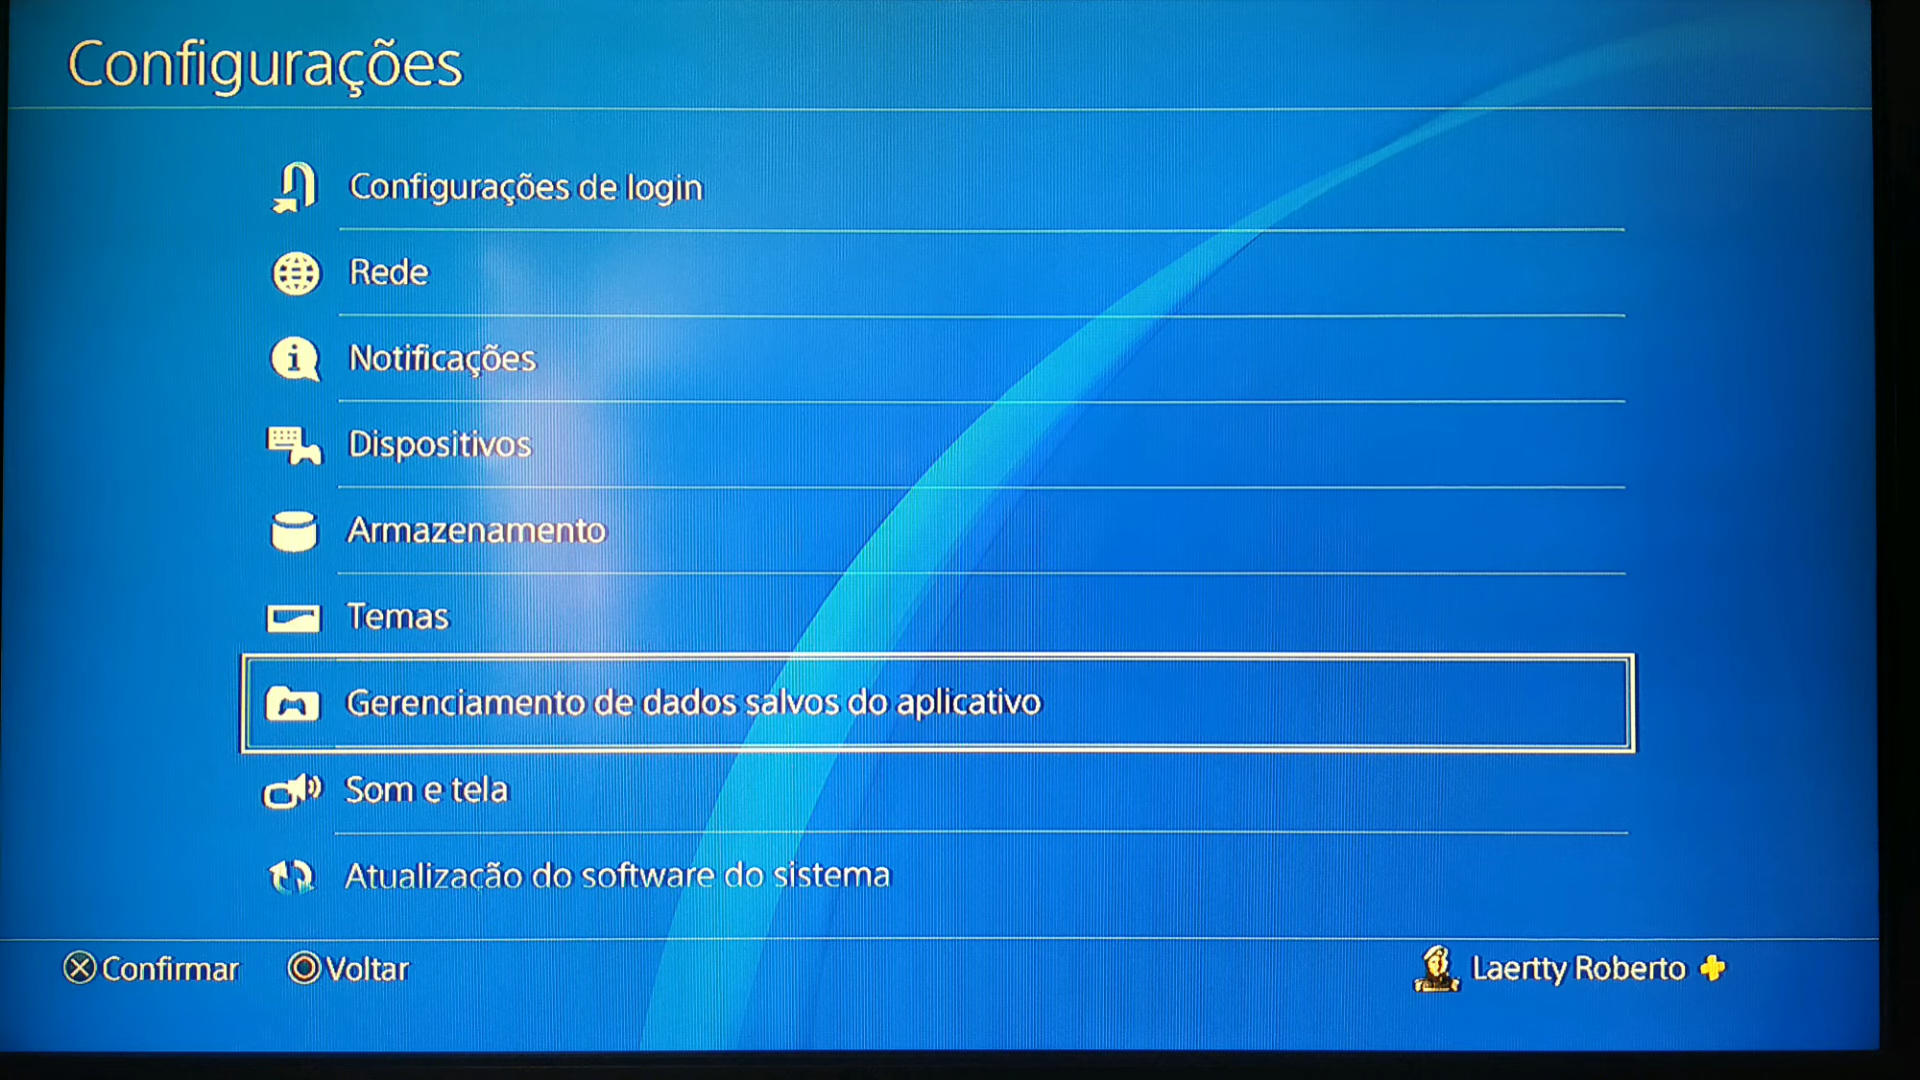 Configurações
Configurações de login
Rede
Notificações
Dispositivos
Armazenamento
Temas
Gerenciamento de dados salvos do aplicativo
Som e tela
Atualização do software do sistema
Confirmar Voltar Laertty Roberto